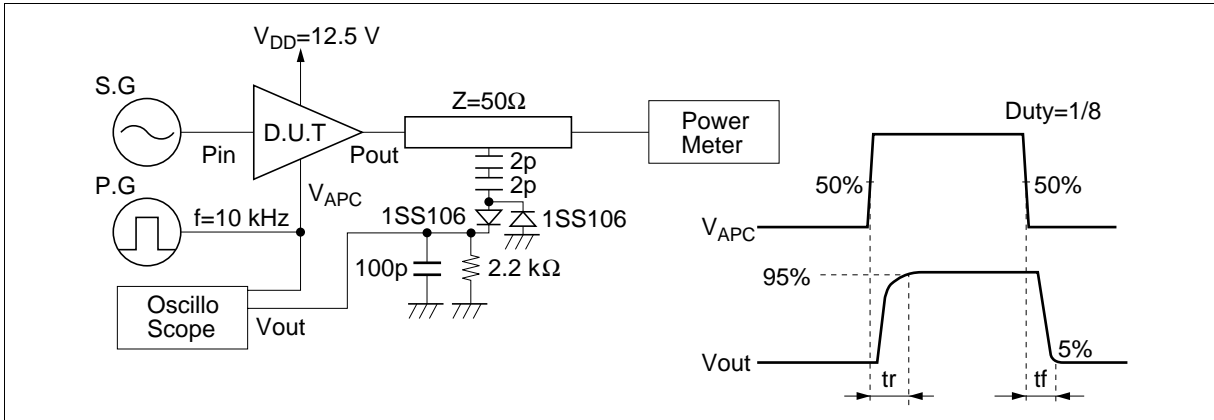 V_DD=12.5 V
S.G
D.U.T
Pin
Pout
Z=50Ω
Power
Meter
2p
2p
P.G
f=10 kHz
V_APC
1SS106
1SS106
100p
2.2 kΩ
Oscillo
Scope
Vout
Duty=1/8
50%
50%
V_APC
95%
Vout
5%
tr
tf